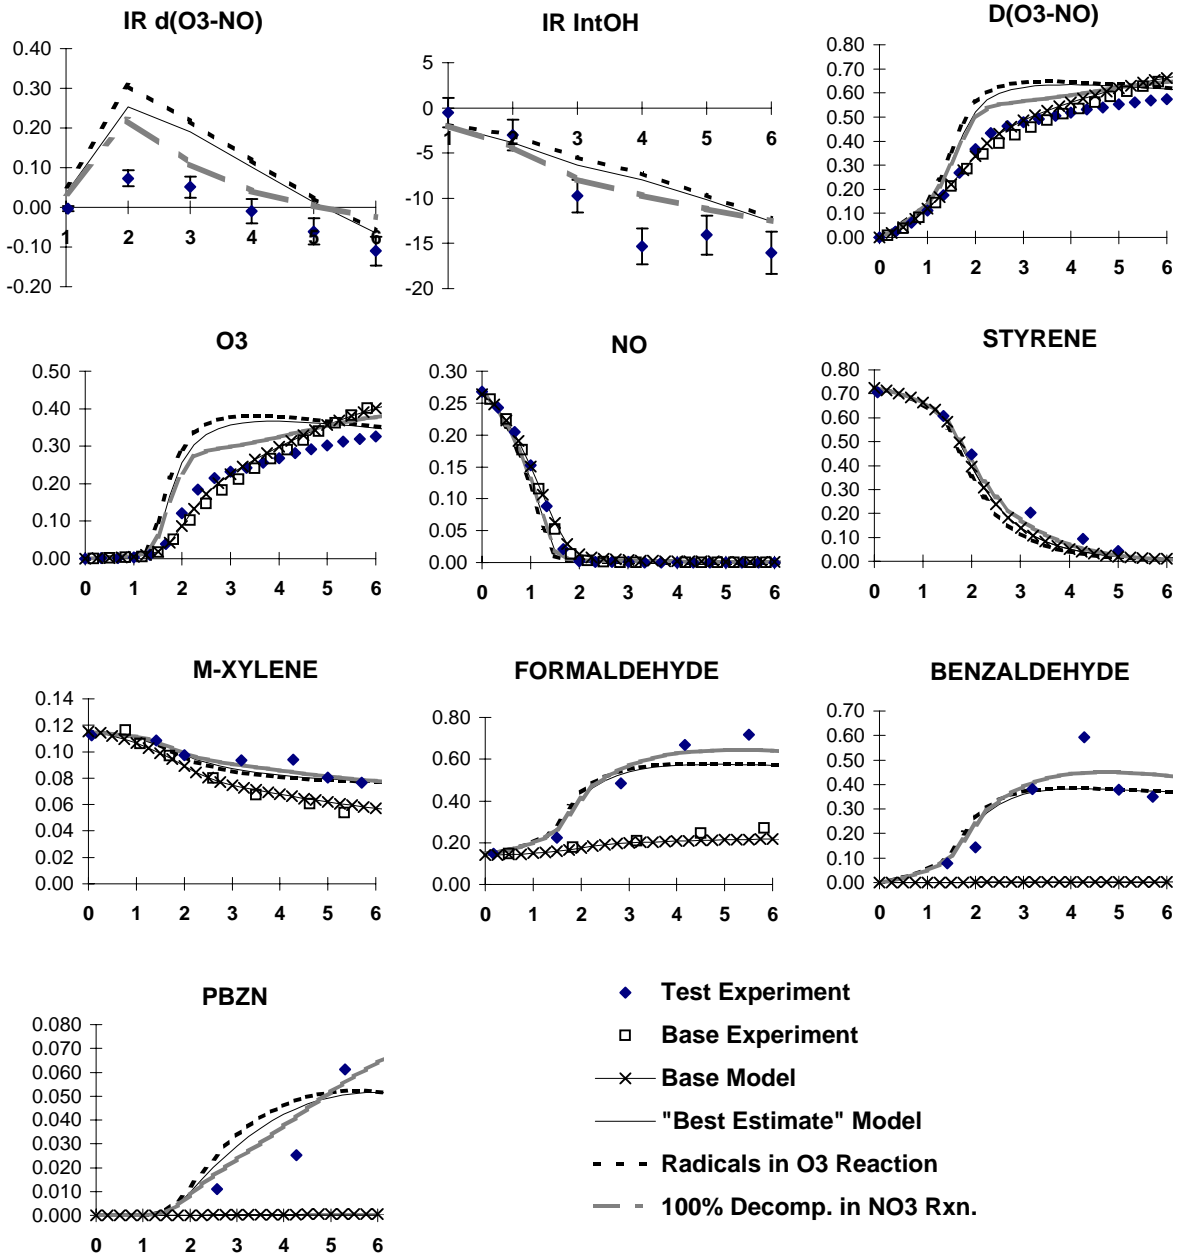 IR d(O3-NO)
0.40
0.30
0.20
0.10
0.00
-0.10
-0.20
1 2 3 4 5 6
IR IntOH
5
0
-5
-10
-15
-20
1 2 3 4 5 6
D(O3-NO)
0.80
0.70
0.60
0.50
0.40
0.30
0.20
0.10
0.00
0 1 2 3 4 5 6
O3
0.50
0.40
0.30
0.20
0.10
0.00
0 1 2 3 4 5 6
NO
0.30
0.25
0.20
0.15
0.10
0.05
0.00
0 1 2 3 4 5 6
STYRENE
0.80
0.70
0.60
0.50
0.40
0.30
0.20
0.10
0.00
0 1 2 3 4 5 6
M-XYLENE
0.14
0.12
0.10
0.08
0.06
0.04
0.02
0.00
0 1 2 3 4 5 6
FORMALDEHYDE
0.80
0.60
0.40
0.20
0.00
0 1 2 3 4 5 6
BENZALDEHYDE
0.70
0.60
0.50
0.40
0.30
0.20
0.10
0.00
0 1 2 3 4 5 6
PBZN
0.080
0.070
0.060
0.050
0.040
0.030
0.020
0.010
0.000
0 1 2 3 4 5 6
Test Experiment
Base Experiment
Base Model
"Best Estimate" Model
Radicals in O3 Reaction
100% Decomp. in NO3 Rxn.